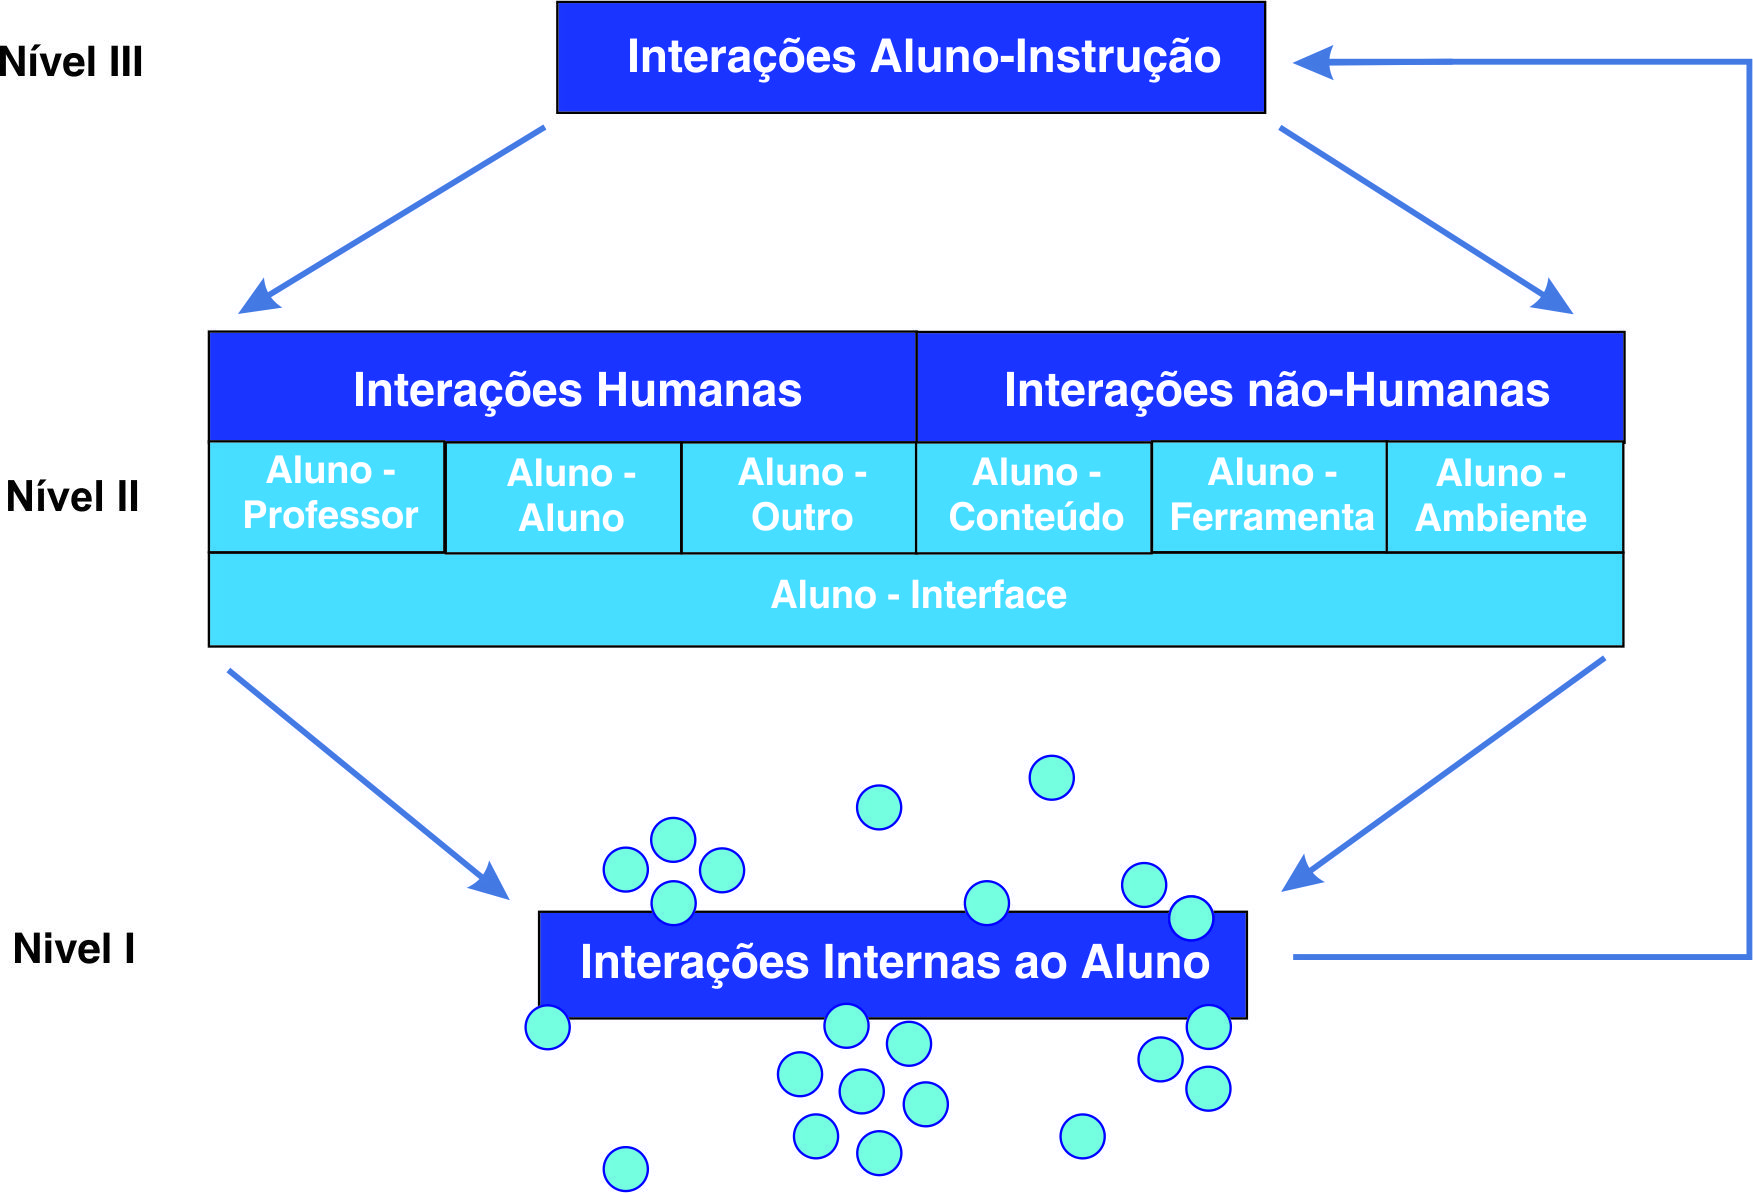 Nível III
Interações Aluno-Instrução
Interações Humanas
Interações não-Humanas
Nível II
Aluno -
Professor
Aluno -
Aluno
Aluno -
Outro
Aluno -
Conteúdo
Aluno -
Ferramenta
Aluno -
Ambiente
Aluno - Interface
Nivel I
Interações Internas ao Aluno